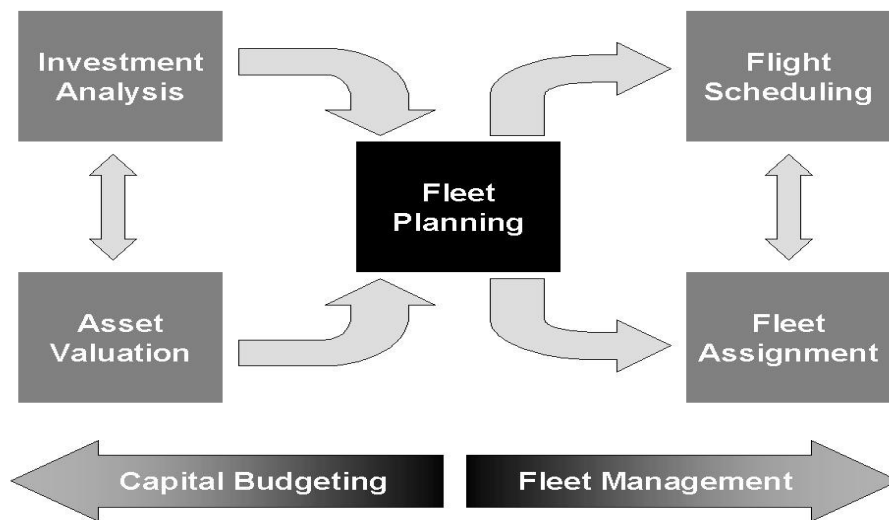 Investment
Analysis
Flight
Scheduling
Fleet
Planning
Asset
Valuation
Fleet
Assignment
Capital Budgeting
Fleet Management